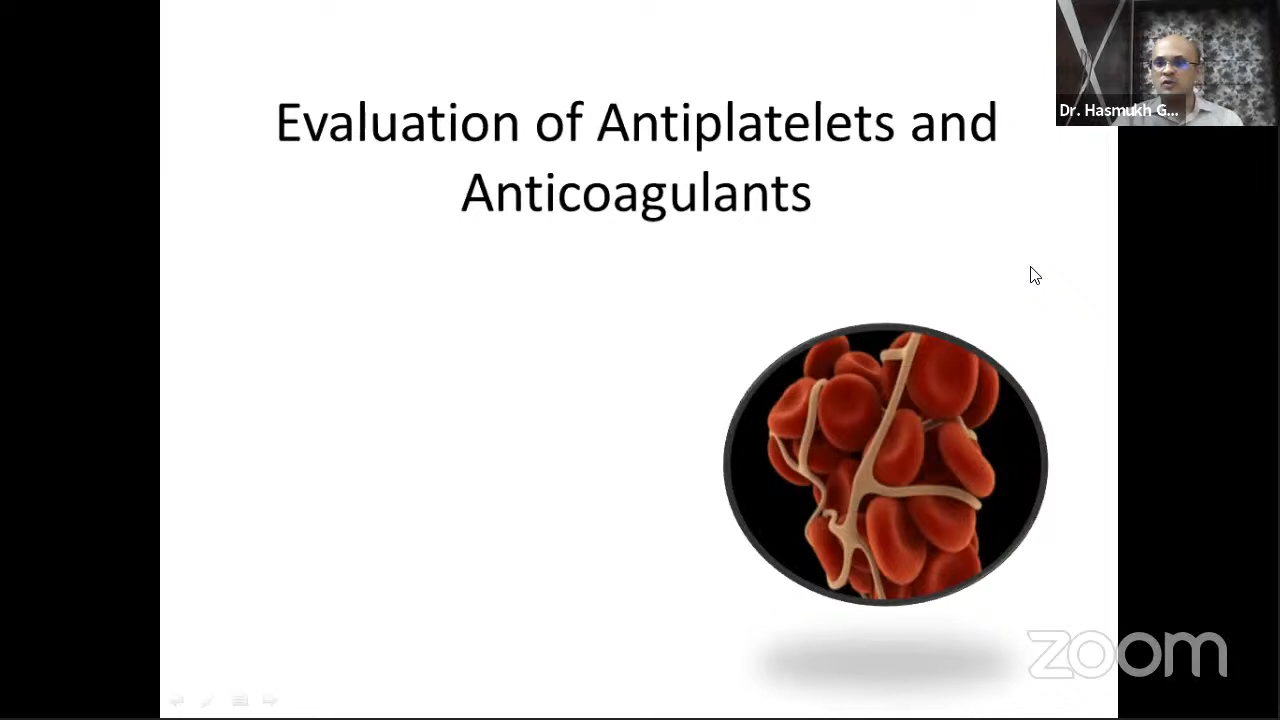 Evaluation of Antiplatelets and
Anticoagulants
Dr. Hasmukh G...
zoom